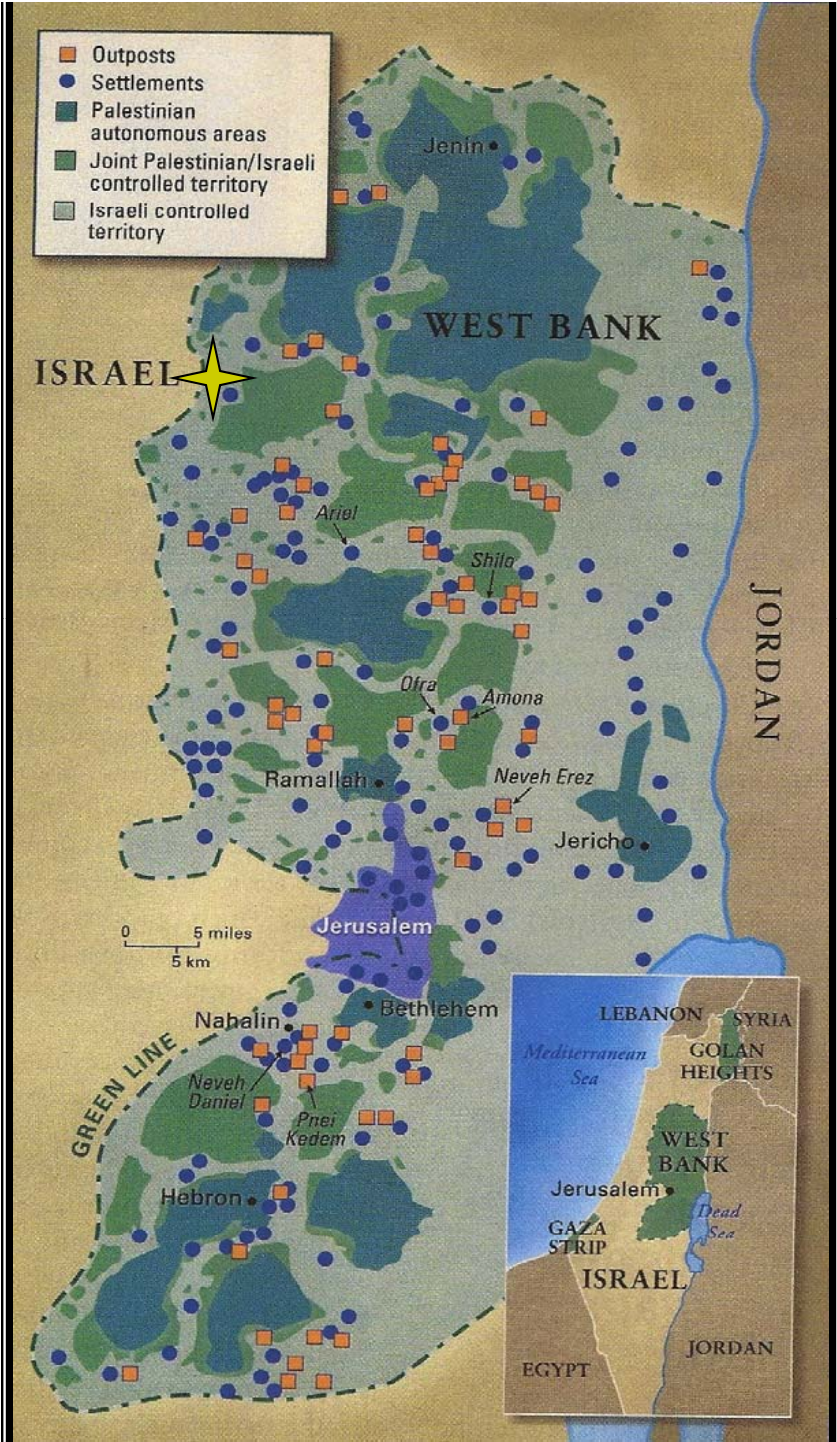 Outposts
Settlements
Palestinian
autonomous areas
Joint Palestinian/Israeli
controlled territory
Israeli controlled
territory
Jenin
WEST BANK
ISRAEL
Ariel
Shilo
JORDAN
Ofra
Amona
Ramallah
Neveh Erez
Jericho
Jerusalem
0 5 miles
5 km
Bethlehem
Nahalin
GREEN LINE
Neveh
Daniel
Pnei
Kedem
Hebron
LEBANON
SYRIA
Mediterranean
Sea
GOLAN
HEIGHTS
WEST
BANK
Jerusalem
Dead
Sea
GAZA
STRIP
ISRAEL
JORDAN
EGYPT